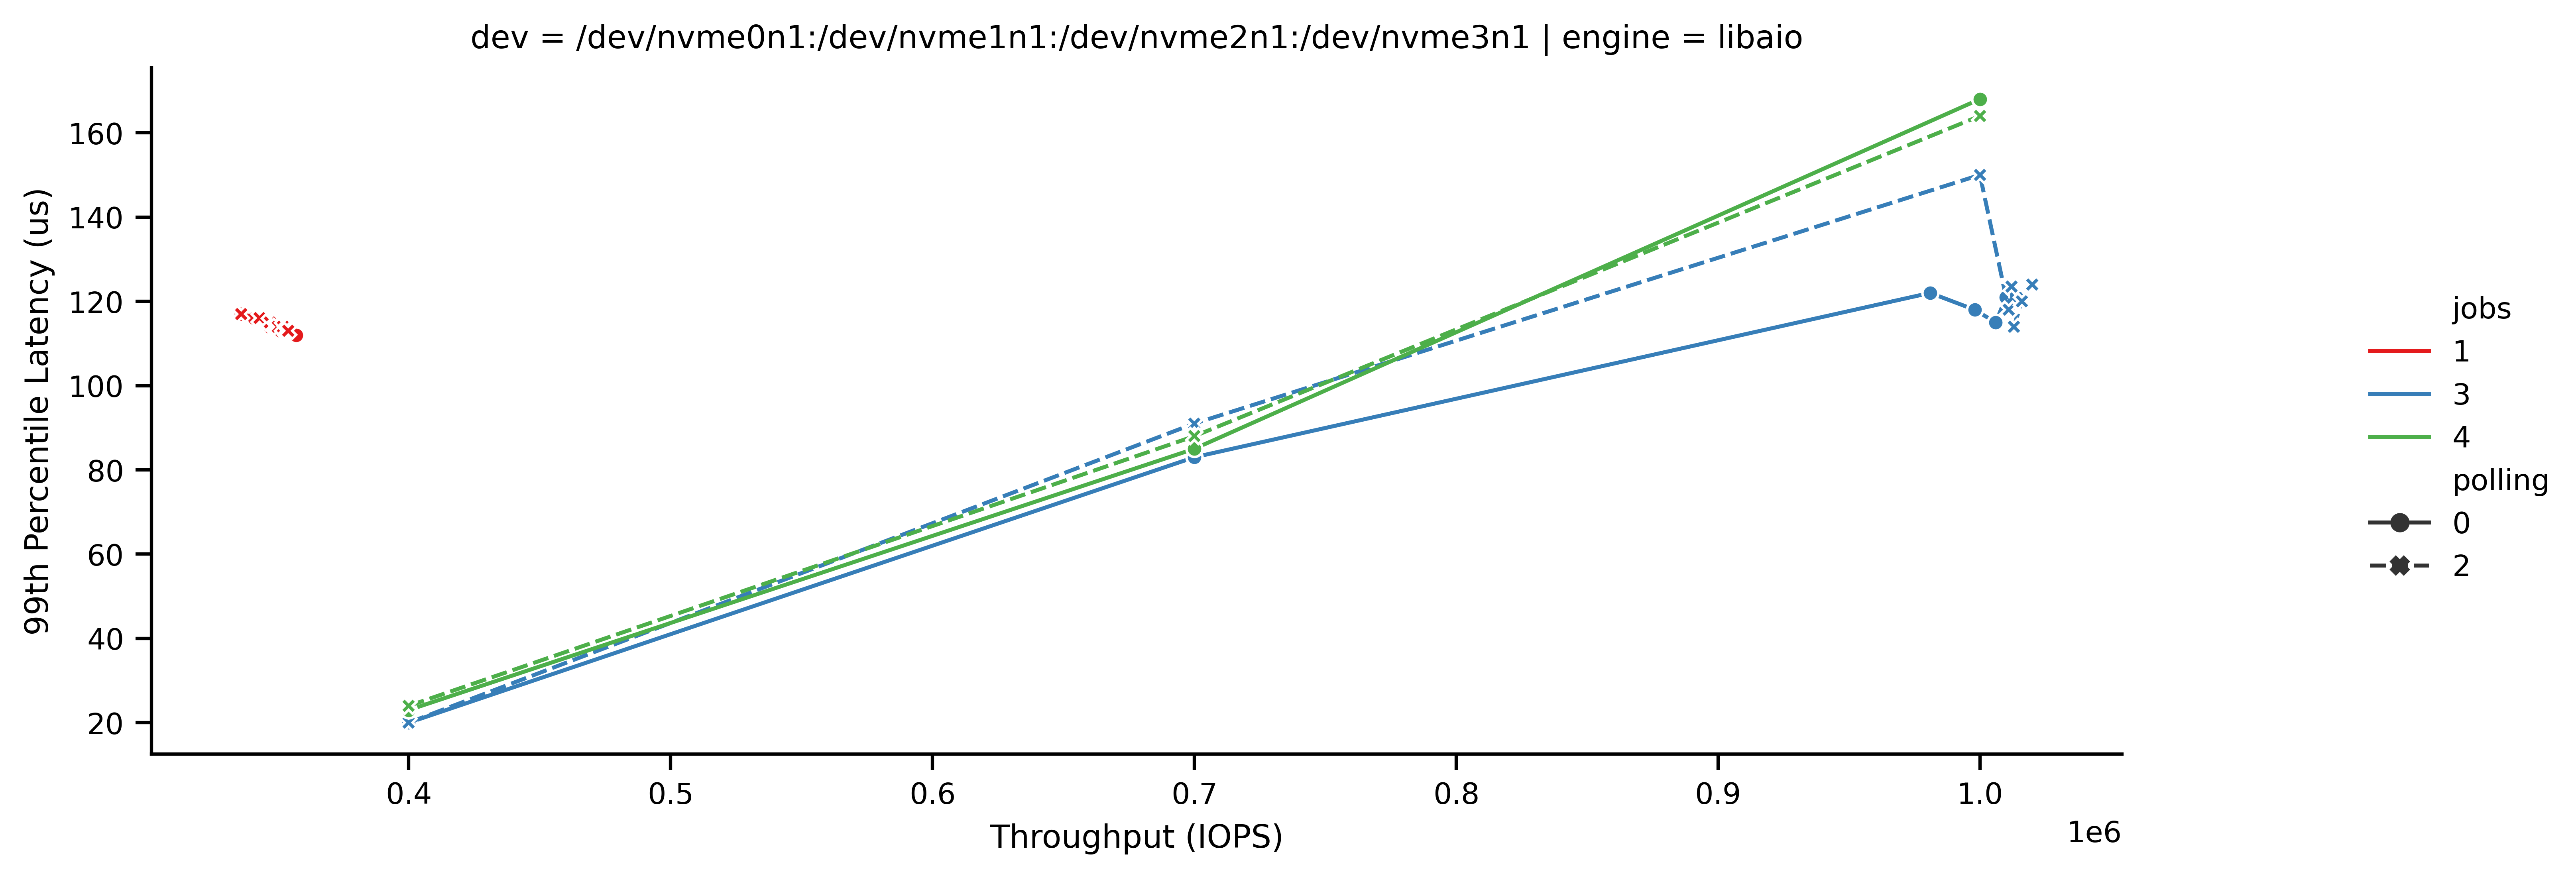 dev = /dev/nvme0n1:/dev/nvme1n1:/dev/nvme2n1:/dev/nvme3n1 | engine = libaio
99th Percentile Latency (us)
160
140
120
100
80
60
40
20
0.4 0.5 0.6 0.7 0.8 0.9 1.0
1e6
Throughput (IOPS)
jobs
1
3
4
polling
0
2